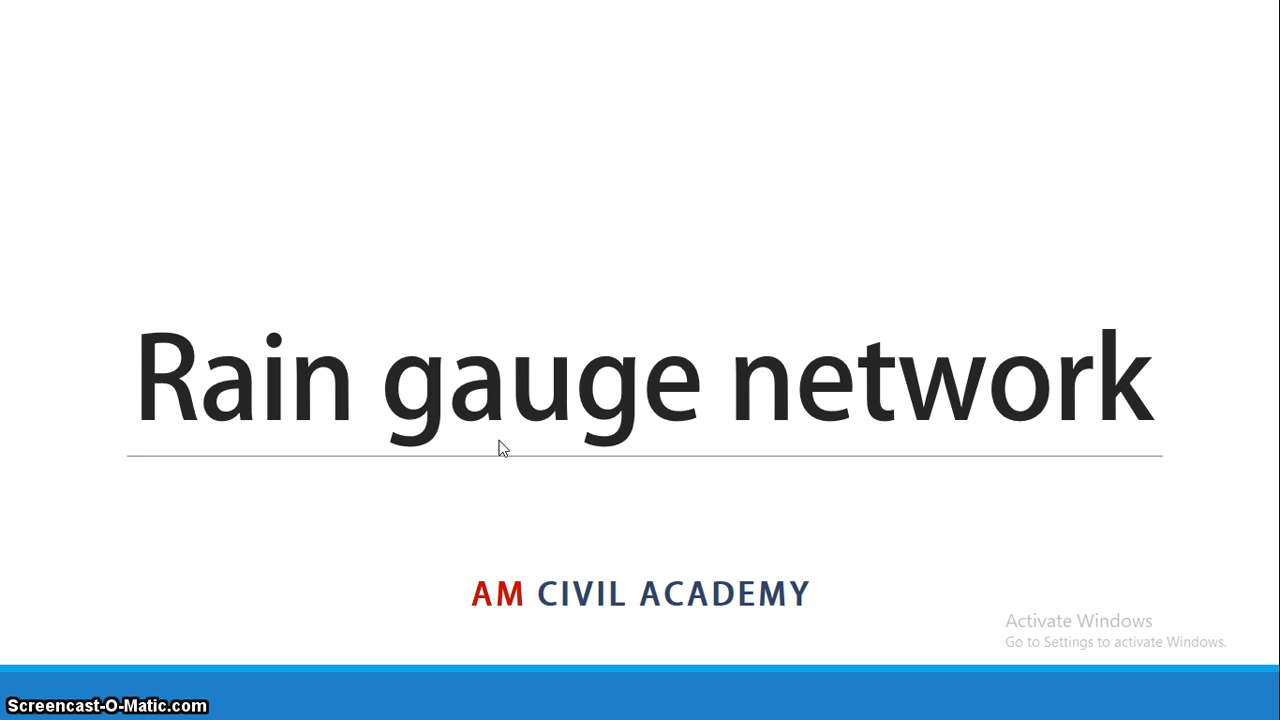 Rain gauge network
AM CIVIL ACADEMY
Activate Windows
Go to Settings to activate Windows.
Screencast-O-Matic.com